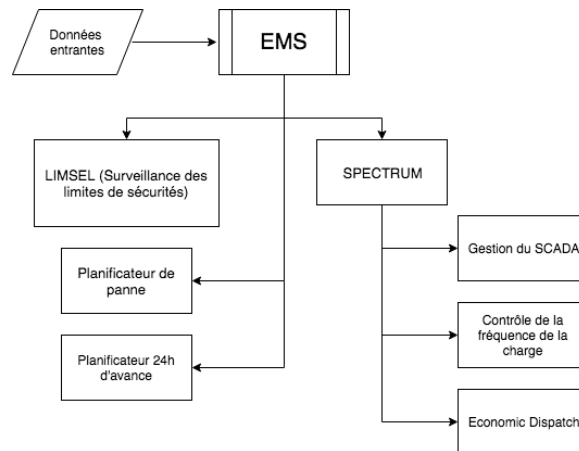 Données
entrantes
EMS
LIMSEL (Surveillance des
limites de sécurités)
SPECTRUM
Planificateur de
panne
Planificateur 24h
d'avance
Gestion du SCADA
Contrôle de la
fréquence de la
charge
Economic Dispatch